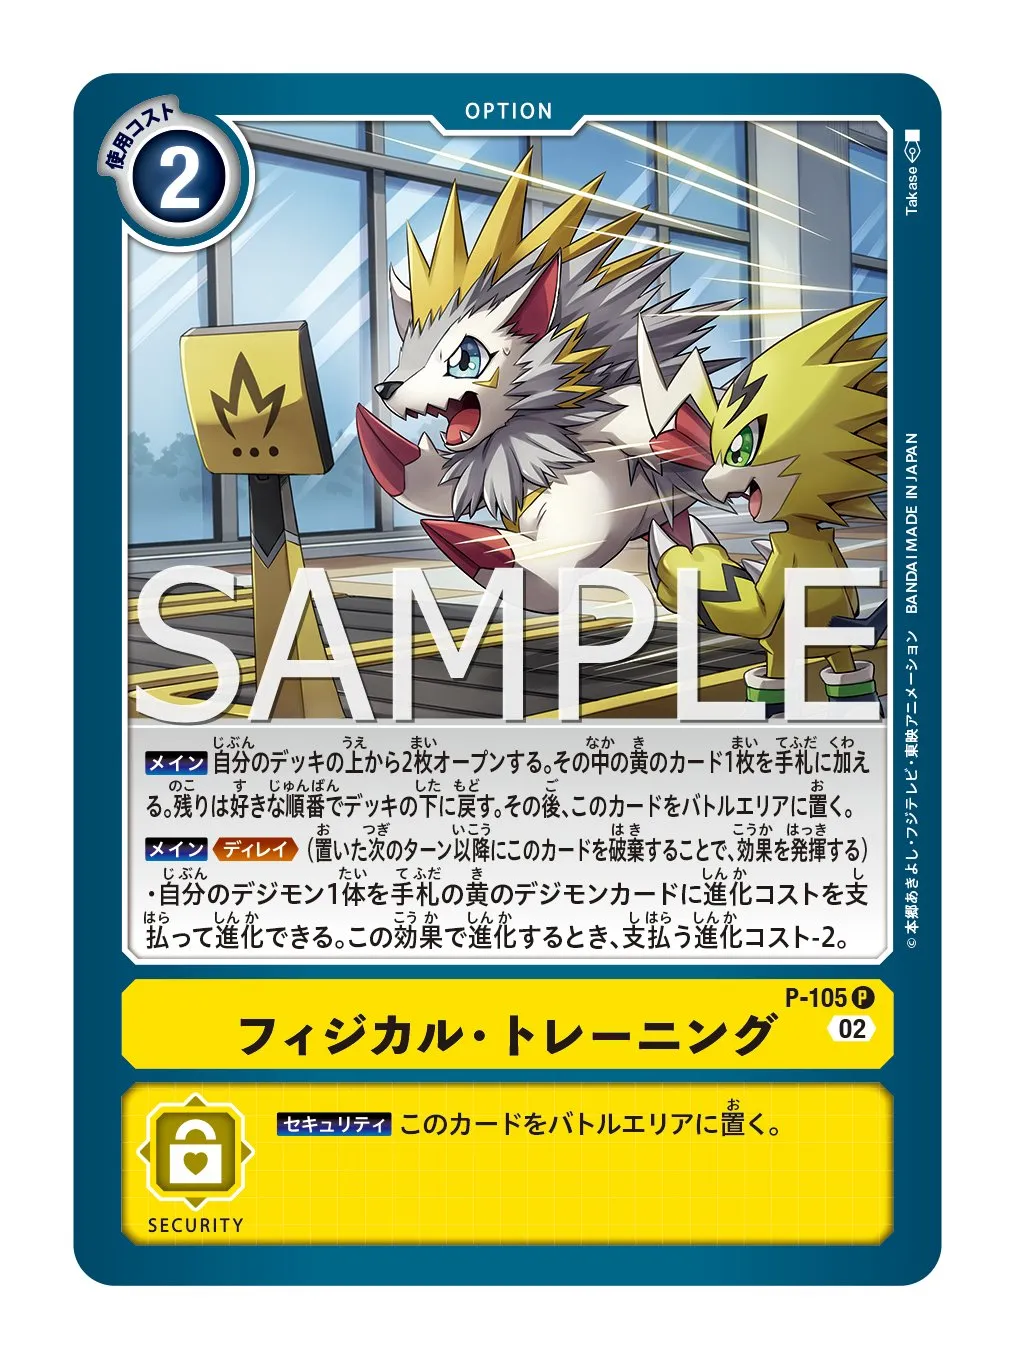 OPTION
使用コスト
2
Takase
SAMPLE
BANDAI MADE IN JAPAN
©本郷あきよし・フジテレビ・東映アニメーション
メイン 自分のデッキの上から2枚オープンする。その中の黄のカード1枚を手札に加え
る。残りは好きな順番でデッキの下に戻す。その後、このカードをバトルエリアに置く。
メイン ディレイ (置いた次のターン以降にこのカードを破棄することで、効果を発揮する)
・自分のデジモン1体を手札の黄のデジモンカードに進化コストを支
払って進化できる。この効果で進化するとき、支払う進化コスト-2。
P-105 P
02
フィジカル・トレーニング
セキュリティ このカードをバトルエリアに置く。
SECURITY